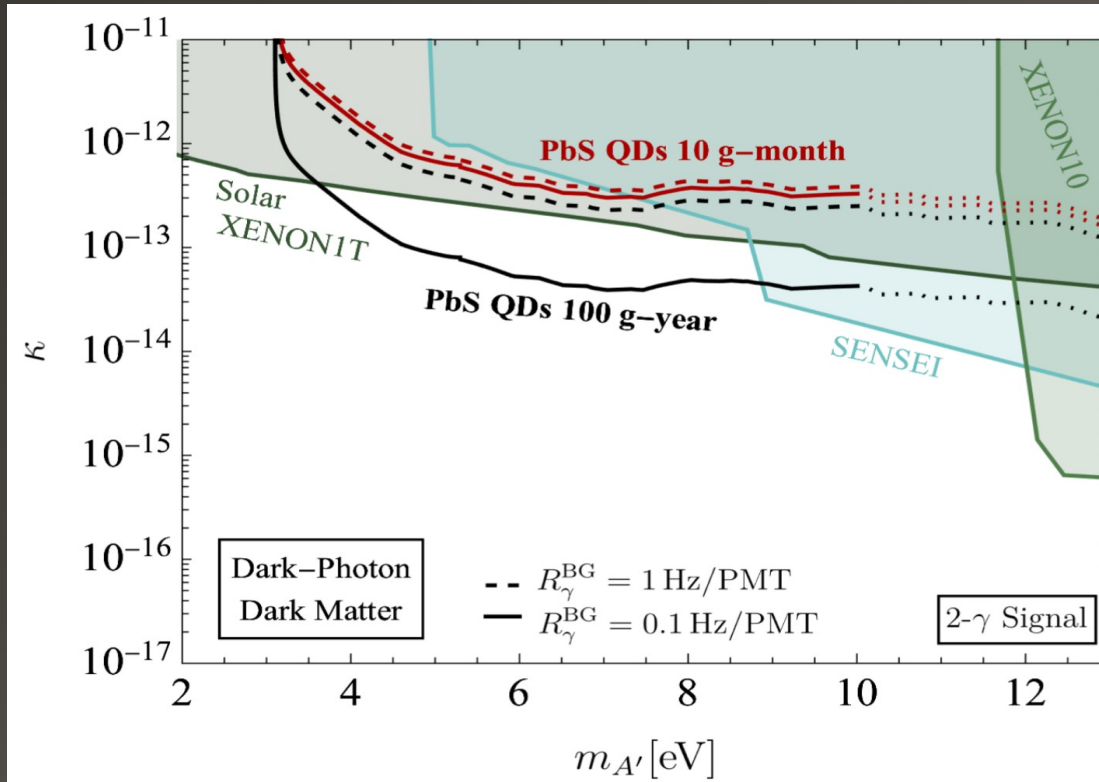 10⁻¹¹
10⁻¹²
10⁻¹³
10⁻¹⁴
10⁻¹⁵
10⁻¹⁶
10⁻¹⁷
κ
PbS QDs 10 g–month
XENON10
Solar
XENON1T
PbS QDs 100 g–year
SENSEI
Dark–Photon
Dark Matter
R_γ^BG = 1 Hz/PMT
R_γ^BG = 0.1 Hz/PMT
2-γ Signal
2 4 6 8 10 12
m_A′ [eV]